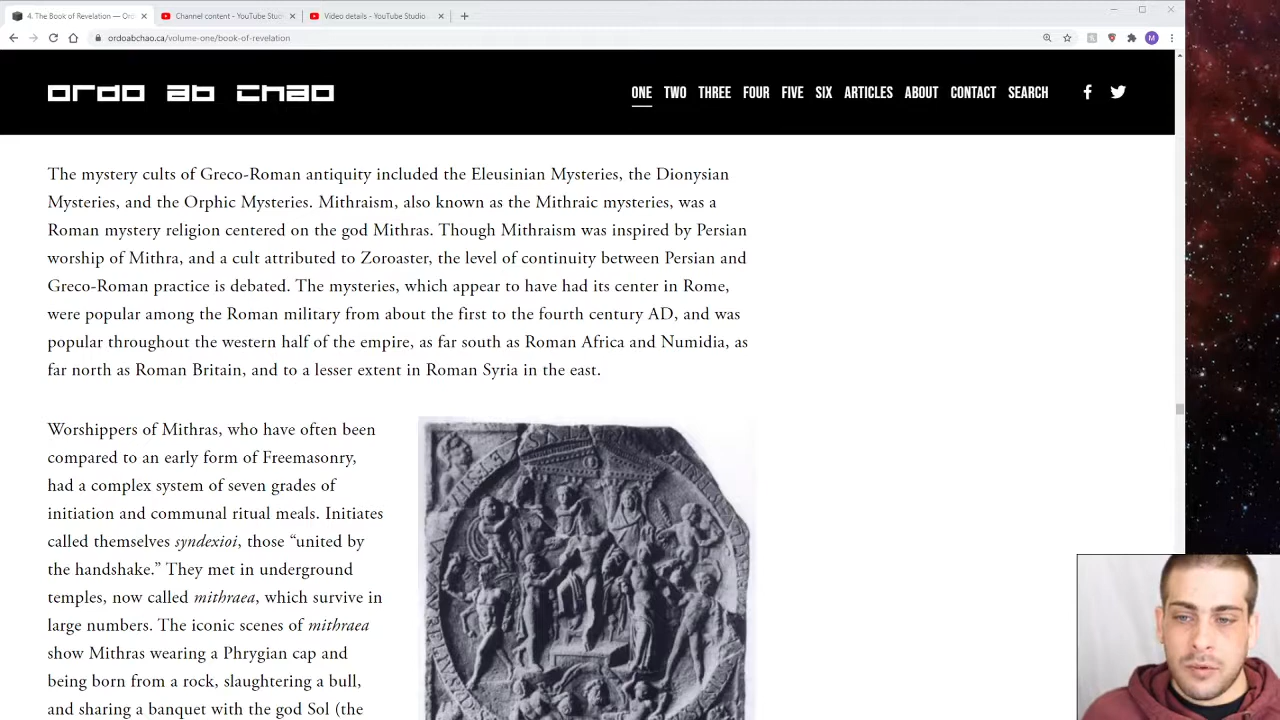 4. The Book of Revelation — Ordo
Channel content - YouTube Studio
Video details - YouTube Studio
ordoabchao.ca/volume-one/book-of-revelation
ordo ab chao
ONE TWO THREE FOUR FIVE SIX ARTICLES ABOUT CONTACT SEARCH
The mystery cults of Greco-Roman antiquity included the Eleusinian Mysteries, the Dionysian
Mysteries, and the Orphic Mysteries. Mithraism, also known as the Mithraic mysteries, was a
Roman mystery religion centered on the god Mithras. Though Mithraism was inspired by Persian
worship of Mithra, and a cult attributed to Zoroaster, the level of continuity between Persian and
Greco-Roman practice is debated. The mysteries, which appear to have had its center in Rome,
were popular among the Roman military from about the first to the fourth century AD, and was
popular throughout the western half of the empire, as far south as Roman Africa and Numidia, as
far north as Roman Britain, and to a lesser extent in Roman Syria in the east.
Worshippers of Mithras, who have often been
compared to an early form of Freemasonry,
had a complex system of seven grades of
initiation and communal ritual meals. Initiates
called themselves syndexioi, those “united by
the handshake.” They met in underground
temples, now called mithraea, which survive in
large numbers. The iconic scenes of mithraea
show Mithras wearing a Phrygian cap and
being born from a rock, slaughtering a bull,
and sharing a banquet with the god Sol (the